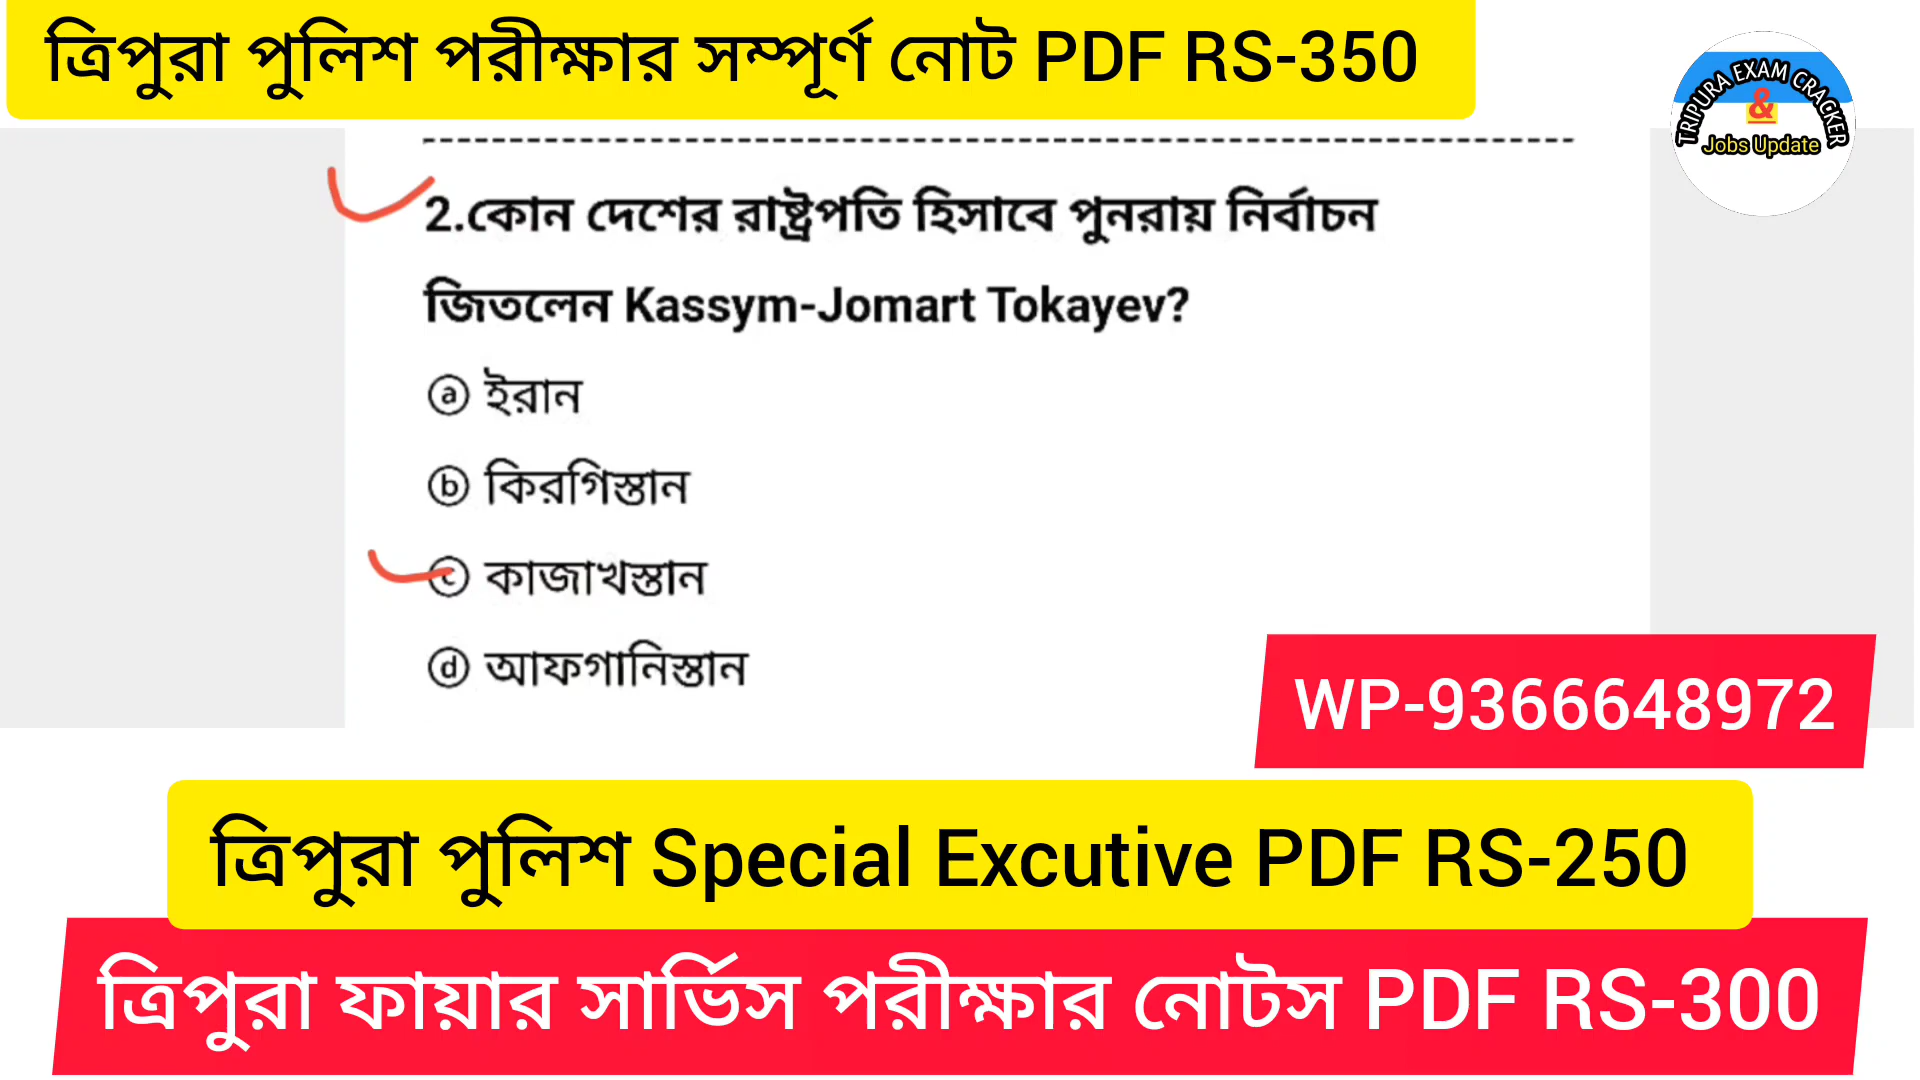 ত্রিপুরা পুলিশ পরীক্ষার সম্পূর্ণ নোট PDF RS-350
TRIPURA EXAM CRACKER
&
Jobs Update
2.কোন দেশের রাষ্ট্রপতি হিসাবে পুনরায় নির্বাচন
জিতলেন Kassym-Jomart Tokayev?
ⓐ ইরান
ⓑ কিরগিস্তান
ⓒ কাজাখস্তান
ⓓ আফগানিস্তান
WP-9366648972
ত্রিপুরা পুলিশ Special Excutive PDF RS-250
ত্রিপুরা ফায়ার সার্ভিস পরীক্ষার নোটস PDF RS-300